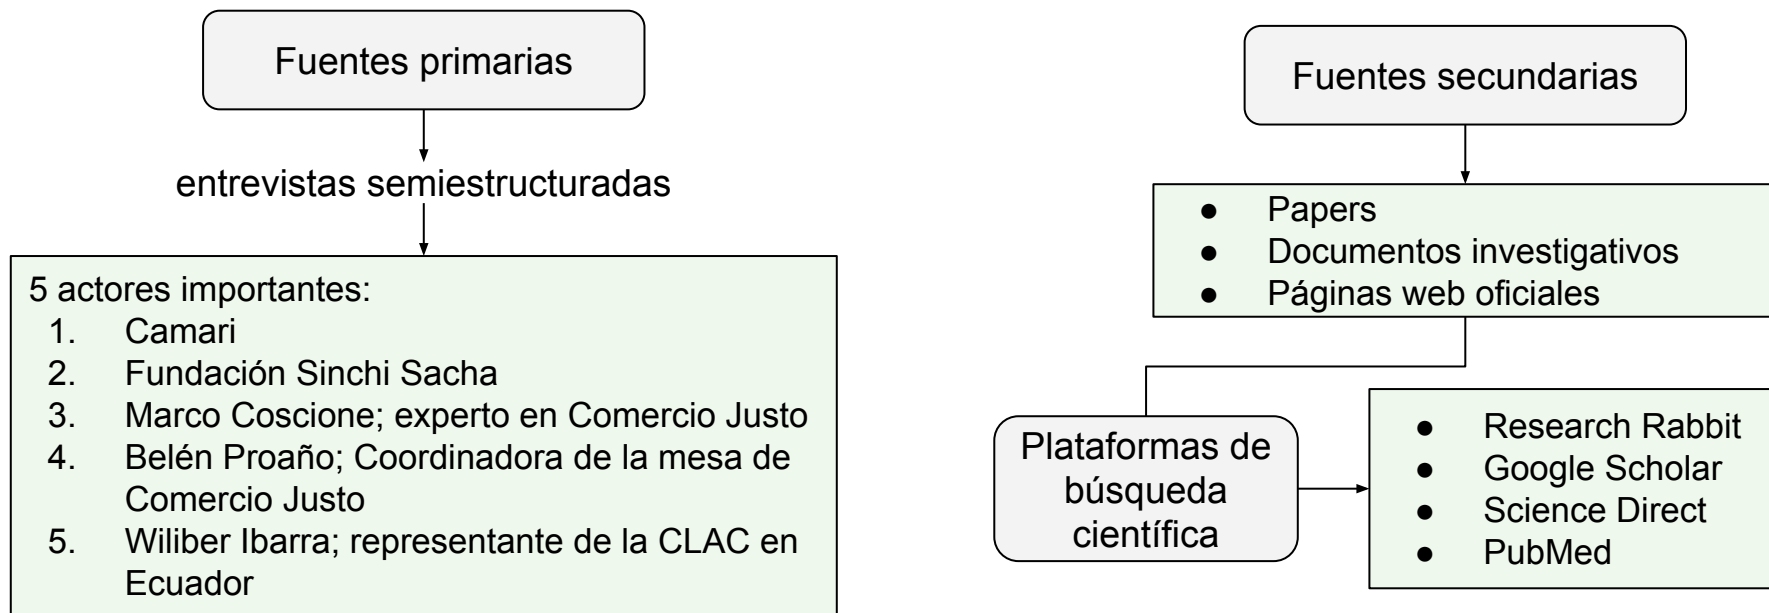 Fuentes primarias
entrevistas semiestructuradas
5 actores importantes:
1. Camari
2. Fundación Sinchi Sacha
3. Marco Coscione; experto en Comercio Justo
4. Belén Proaño; Coordinadora de la mesa de
Comercio Justo
5. Wiliber Ibarra; representante de la CLAC en
Ecuador
Fuentes secundarias
● Papers
● Documentos investigativos
● Páginas web oficiales
Plataformas de
búsqueda
científica
● Research Rabbit
● Google Scholar
● Science Direct
● PubMed